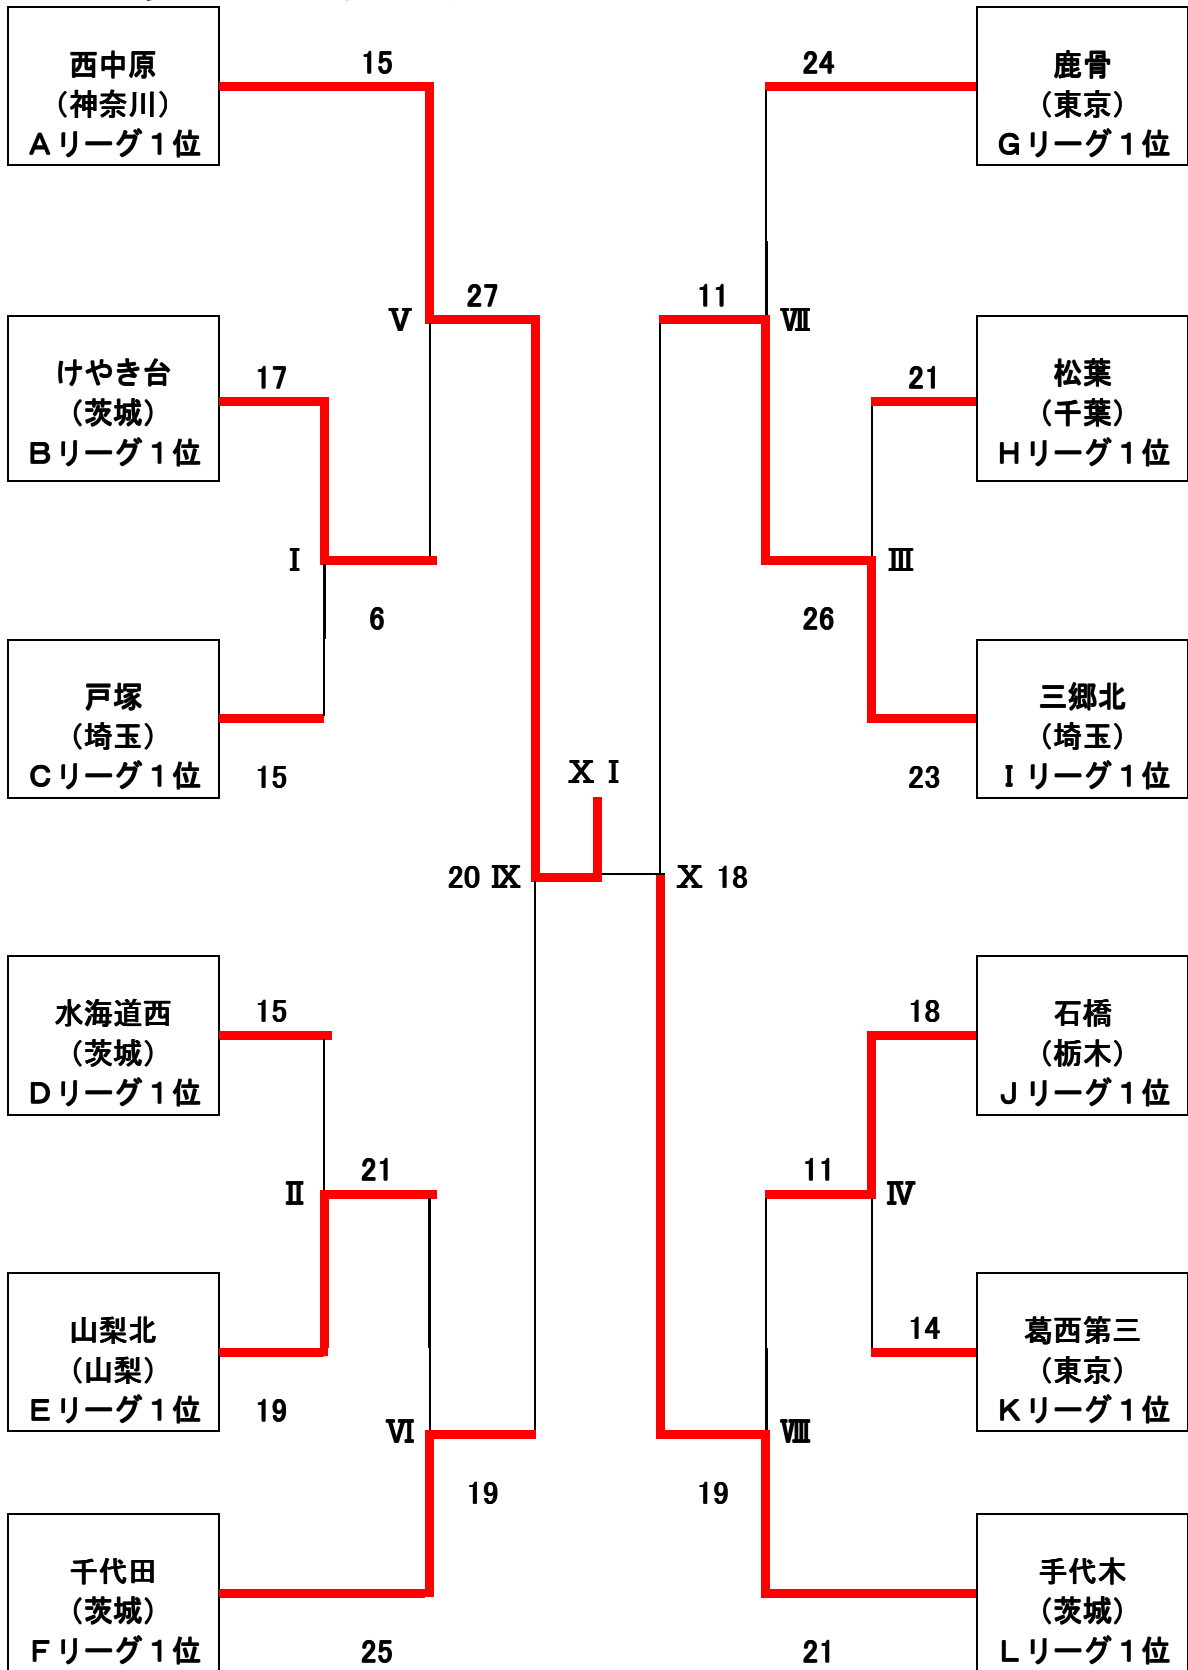 15
24
西中原
（神奈川）
Ａリーグ１位
鹿骨
（東京）
Ｇリーグ１位
27
11
Ⅴ
Ⅶ
けやき台
（茨城）
Ｂリーグ１位
17
21
松葉
（千葉）
Ｈリーグ１位
Ⅰ
Ⅲ
6
26
戸塚
（埼玉）
Ｃリーグ１位
15
23
三郷北
（埼玉）
Ｉリーグ１位
ⅩⅠ
20 Ⅸ
Ⅹ 18
水海道西
（茨城）
Ｄリーグ１位
15
18
石橋
（栃木）
Ｊリーグ１位
21
11
Ⅱ
Ⅳ
山梨北
（山梨）
Ｅリーグ１位
19
14
葛西第三
（東京）
Ｋリーグ１位
Ⅵ
Ⅷ
19
19
千代田
（茨城）
Ｆリーグ１位
25
21
手代木
（茨城）
Ｌリーグ１位